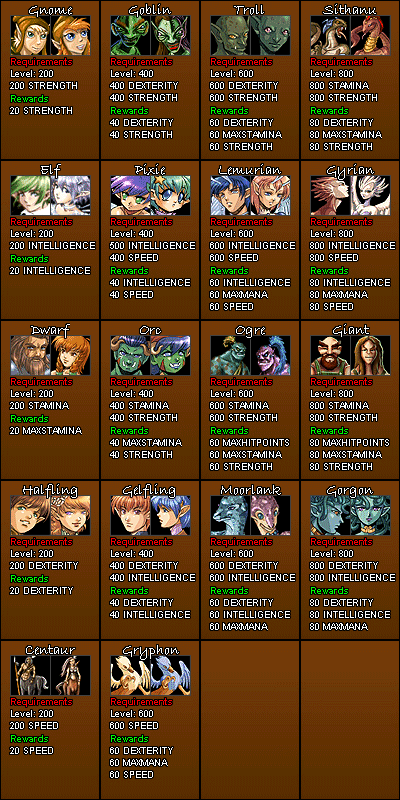 Gnome
Requirements
Level: 200
200 STRENGTH
Rewards
20 STRENGTH
Goblin
Requirements
Level: 400
400 DEXTERITY
400 STRENGTH
Rewards
40 DEXTERITY
40 STRENGTH
Troll
Requirements
Level: 600
600 DEXTERITY
600 STRENGTH
Rewards
60 DEXTERITY
60 MAXSTAMINA
60 STRENGTH
Sithanu
Requirements
Level: 800
800 STAMINA
800 STRENGTH
Rewards
80 DEXTERITY
80 MAXSTAMINA
80 STRENGTH
Elf
Requirements
Level: 200
200 INTELLIGENCE
Rewards
20 INTELLIGENCE
Pixie
Requirements
Level: 400
500 INTELLIGENCE
400 SPEED
Rewards
40 INTELLIGENCE
40 SPEED
Lemurian
Requirements
Level: 600
600 INTELLIGENCE
600 SPEED
Rewards
60 INTELLIGENCE
60 MAXMANA
60 SPEED
Gyrian
Requirements
Level: 800
800 INTELLIGENCE
800 SPEED
Rewards
80 INTELLIGENCE
80 MAXMANA
80 SPEED
Dwarf
Requirements
Level: 200
200 STAMINA
Rewards
20 MAXSTAMINA
Orc
Requirements
Level: 400
400 STAMINA
400 STRENGTH
Rewards
40 MAXSTAMINA
40 STRENGTH
Ogre
Requirements
Level: 600
600 STAMINA
600 STRENGTH
Rewards
60 MAXHITPOINTS
60 MAXSTAMINA
60 STRENGTH
Giant
Requirements
Level: 800
800 STAMINA
800 STRENGTH
Rewards
80 MAXHITPOINTS
80 MAXSTAMINA
80 STRENGTH
Halfling
Requirements
Level: 200
200 DEXTERITY
Rewards
20 DEXTERITY
Gelfling
Requirements
Level: 400
400 DEXTERITY
400 INTELLIGENCE
Rewards
40 DEXTERITY
40 INTELLIGENCE
Moorlank
Requirements
Level: 600
600 DEXTERITY
600 INTELLIGENCE
Rewards
60 DEXTERITY
60 INTELLIGENCE
60 MAXMANA
Gorgon
Requirements
Level: 800
800 DEXTERITY
800 INTELLIGENCE
Rewards
80 DEXTERITY
80 INTELLIGENCE
80 MAXMANA
Centaur
Requirements
Level: 200
200 SPEED
Rewards
20 SPEED
Gryphon
Requirements
Level: 600
600 SPEED
Rewards
60 DEXTERITY
60 MAXMANA
60 SPEED